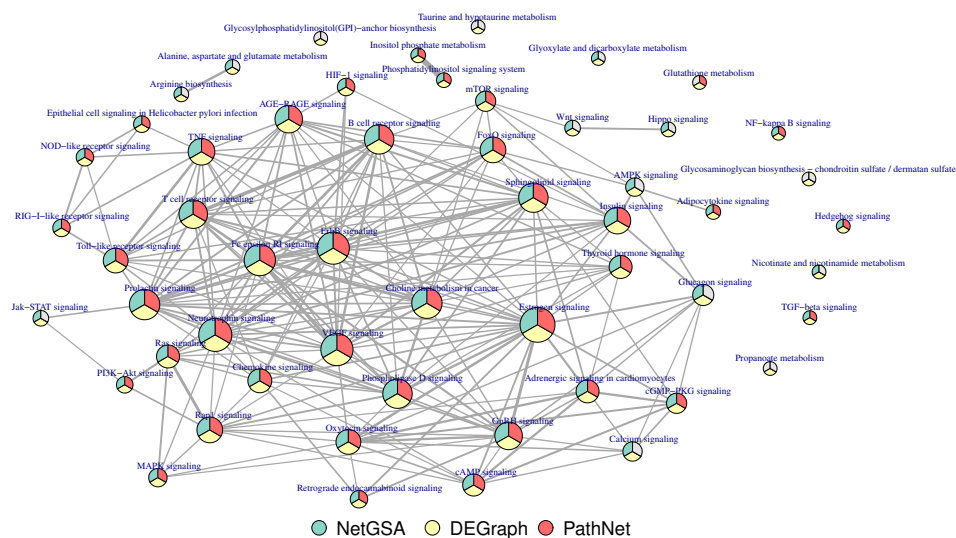 Taurine and hypotaurine metabolism
Glycosylphosphatidylinositol(GPI)−anchor biosynthesis
Inositol phosphate metabolism
Glyoxylate and dicarboxylate metabolism
Alanine, aspartate and glutamate metabolism
Phosphatidylinositol signaling system
HIF−1 signaling
Glutathione metabolism
Arginine biosynthesis
mTOR signaling
AGE−RAGE signaling
Epithelial cell signaling in Helicobacter pylori infection
B cell receptor signaling
Wnt signaling
Hippo signaling
NF−kappa B signaling
TNF signaling
FoxO signaling
NOD−like receptor signaling
Glycosaminoglycan biosynthesis − chondroitin sulfate / dermatan sulfate
AMPK signaling
Sphingolipid signaling
T cell receptor signaling
Adipocytokine signaling
Insulin signaling
RIG−I−like receptor signaling
Hedgehog signaling
ErbB signaling
Fc epsilon RI signaling
Toll−like receptor signaling
Thyroid hormone signaling
Nicotinate and nicotinamide metabolism
Glucagon signaling
Prolactin signaling
Choline metabolism in cancer
Jak−STAT signaling
Estrogen signaling
TGF−beta signaling
Neurotrophin signaling
VEGF signaling
Ras signaling
Propanoate metabolism
Chemokine signaling
PI3K−Akt signaling
Phospholipase D signaling
Adrenergic signaling in cardiomyocytes
cGMP−PKG signaling
Rap1 signaling
GnRH signaling
Oxytocin signaling
Calcium signaling
MAPK signaling
cAMP signaling
Retrograde endocannabinoid signaling
NetGSA DEGraph PathNet